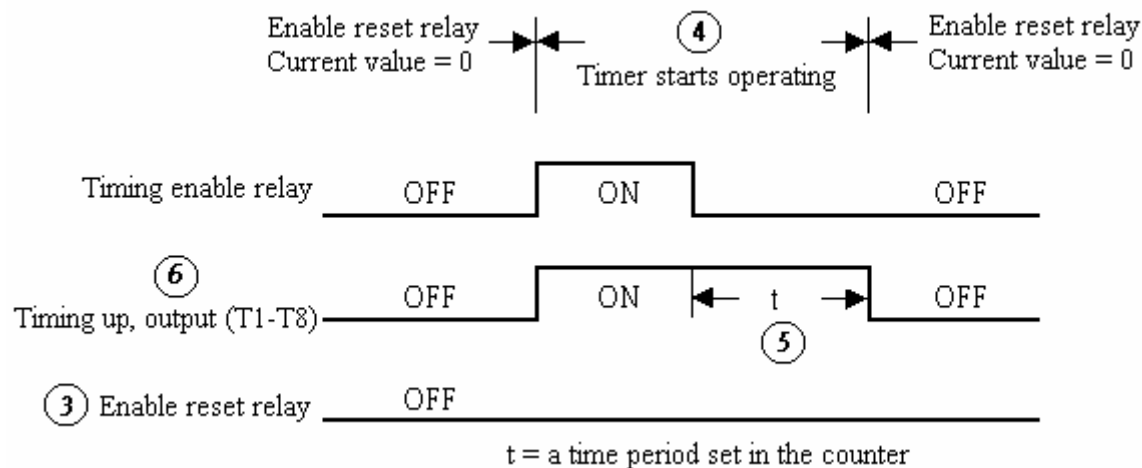 Enable reset relay
Current value = 0
4
Timer starts operating
Enable reset relay
Current value = 0
Timing enable relay
OFF
ON
OFF
6
Timing up, output (T1-T8)
OFF
ON
t
OFF
5
3 Enable reset relay
OFF
t = a time period set in the counter